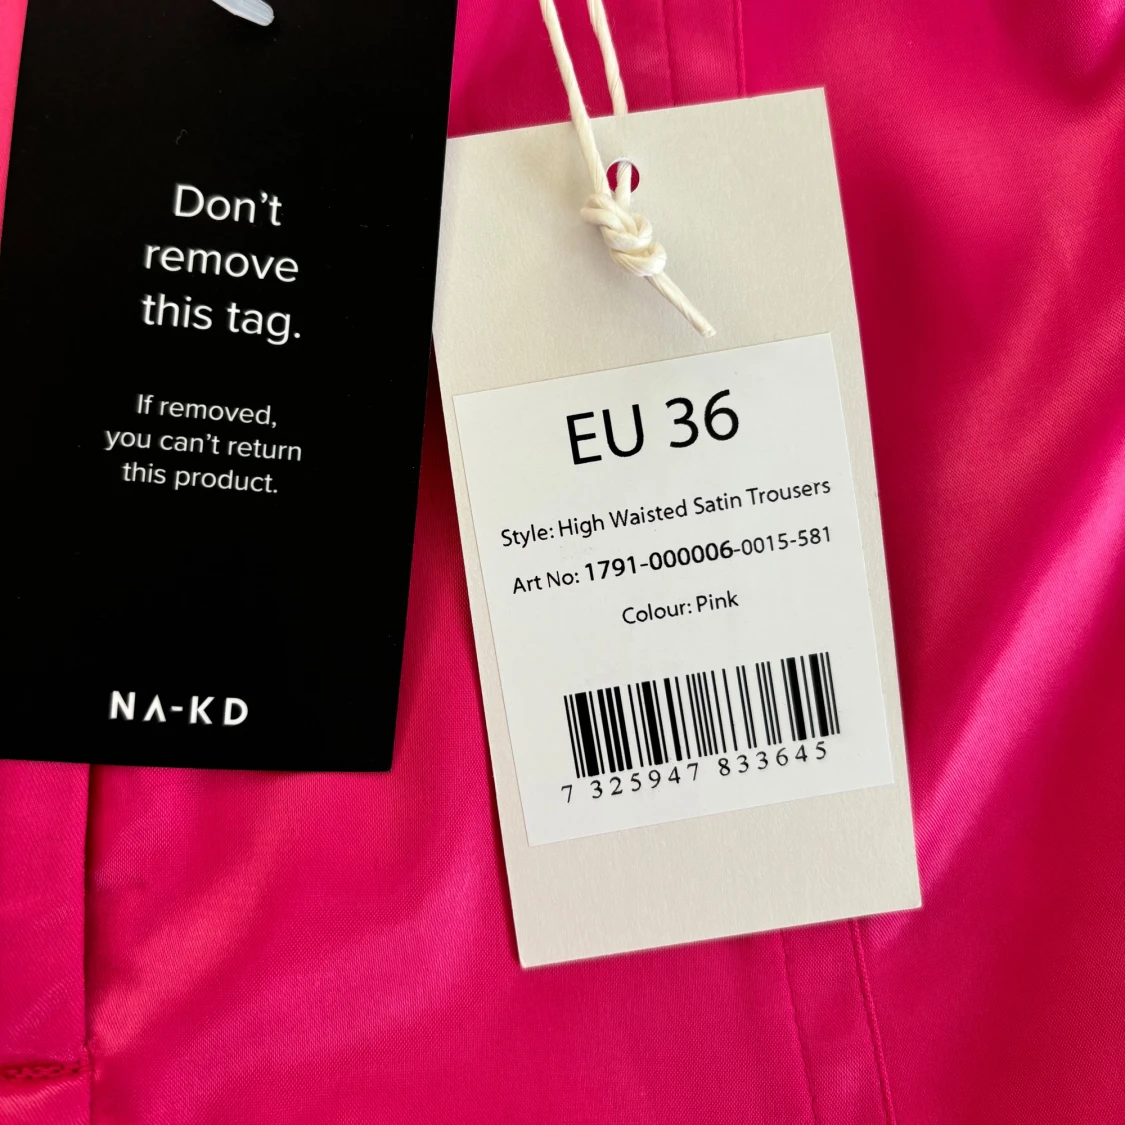 Don't
remove
this tag.
If removed,
you can't return
this product.
NA-KD
EU 36
Style: High Waisted Satin Trousers
Art No: 1791-000006-0015-581
Colour: Pink
7 325947 833645